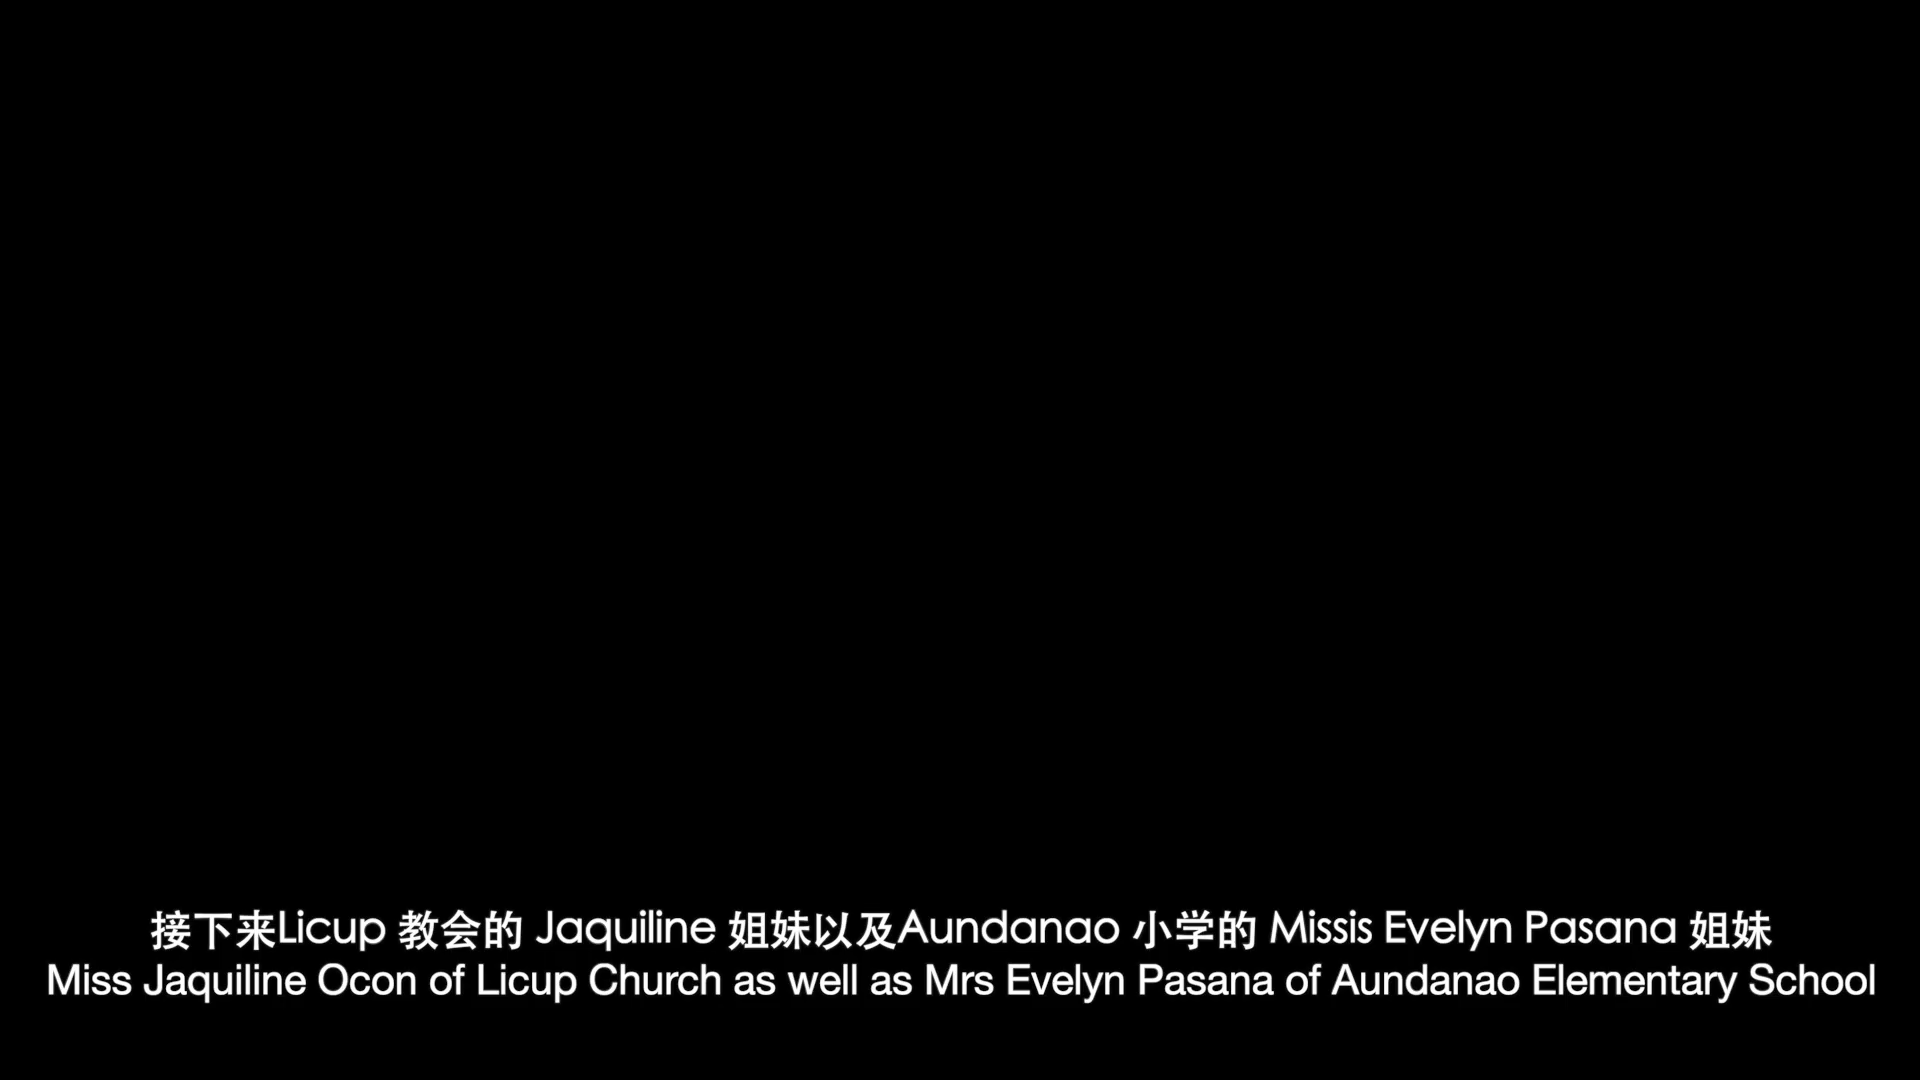 接下来Licup 教会的 Jaquiline 姐妹以及Aundanao 小学的 Missis Evelyn Pasana 姐妹
Miss Jaquiline Ocon of Licup Church as well as Mrs Evelyn Pasana of Aundanao Elementary School